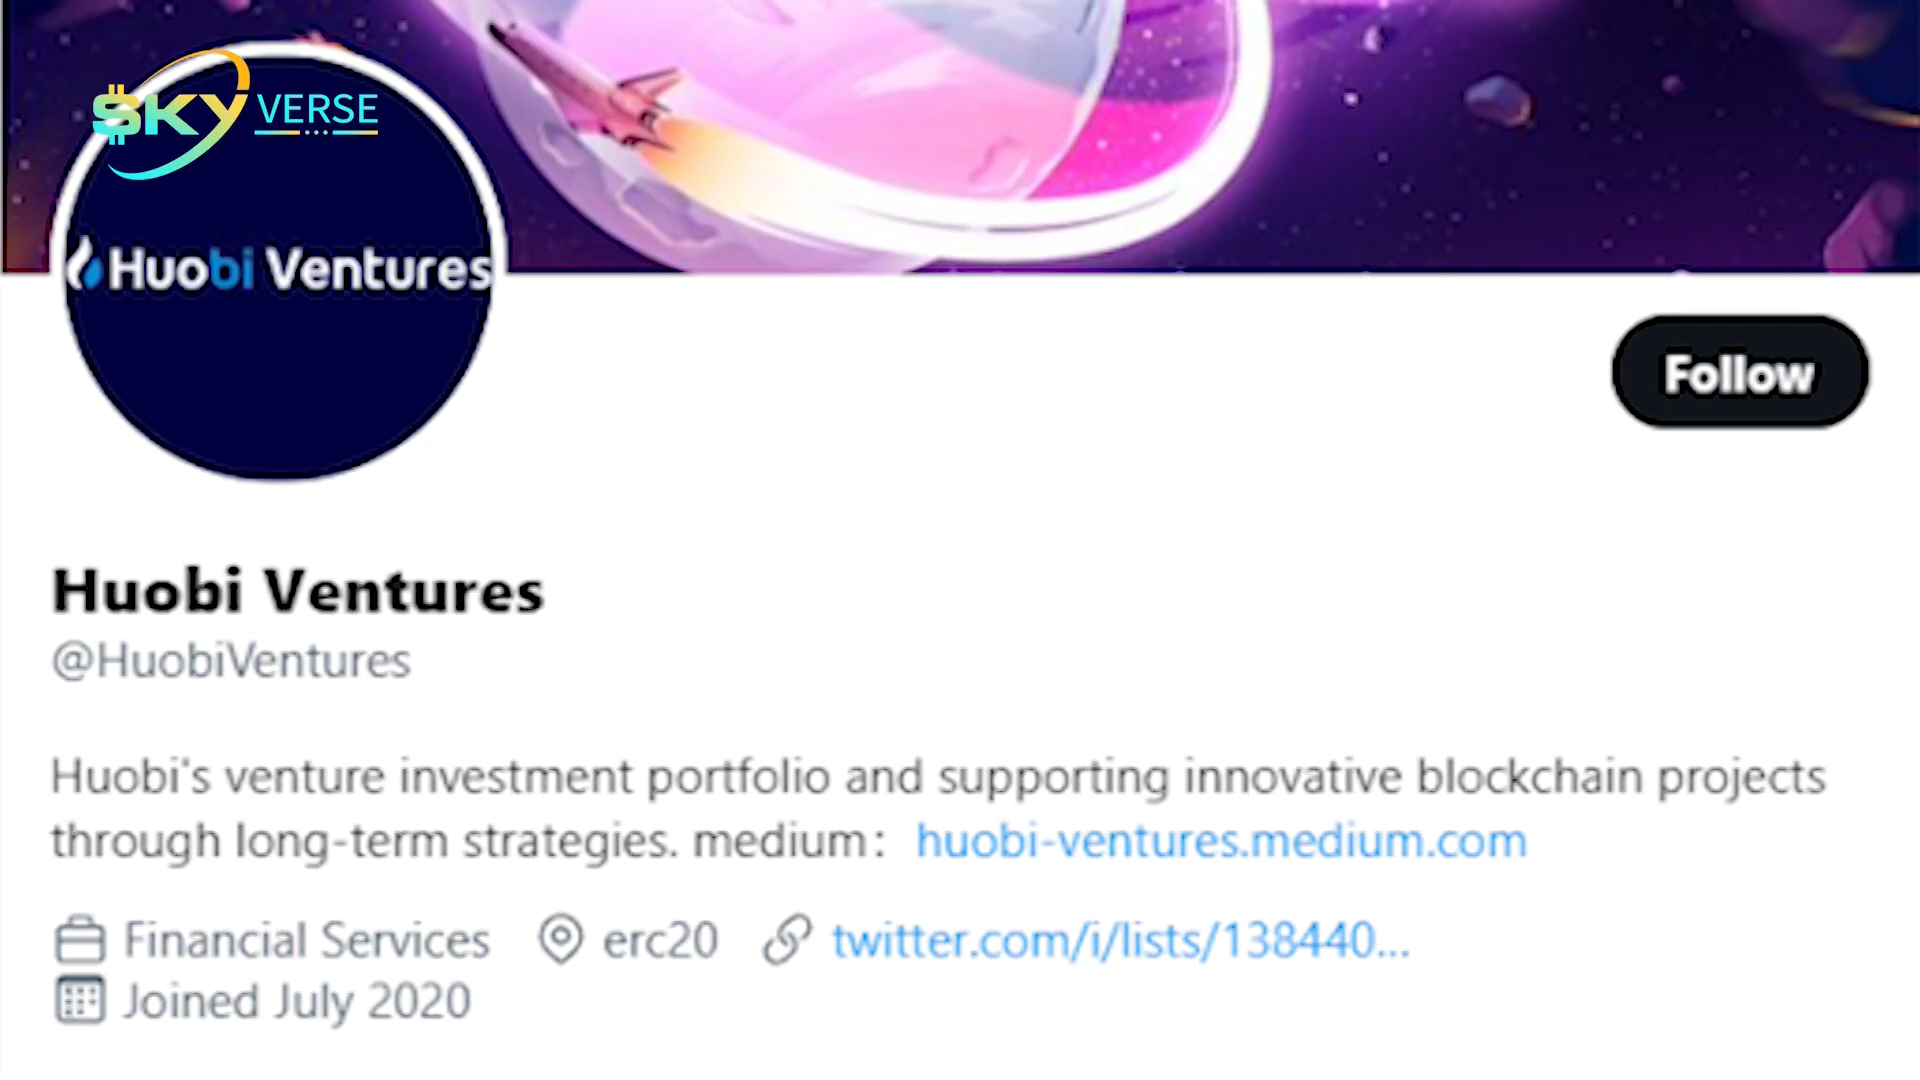 $KY VERSE
Huobi Ventures
Follow
Huobi Ventures
@HuobiVentures
Huobi's venture investment portfolio and supporting innovative blockchain projects
through long-term strategies. medium： huobi-ventures.medium.com
Financial Services erc20 twitter.com/i/lists/138440...
Joined July 2020